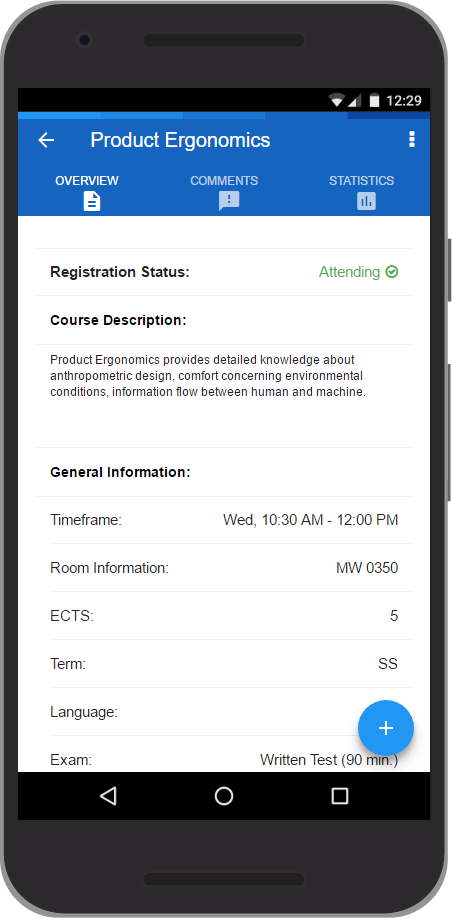 12:29
Product Ergonomics
OVERVIEW COMMENTS STATISTICS
Registration Status: Attending
Course Description:
Product Ergonomics provides detailed knowledge about
anthropometric design, comfort concerning environmental
conditions, information flow between human and machine.
General Information:
Timeframe: Wed, 10:30 AM - 12:00 PM
Room Information: MW 0350
ECTS: 5
Term: SS
Language:
Exam: Written Test (90 min.)